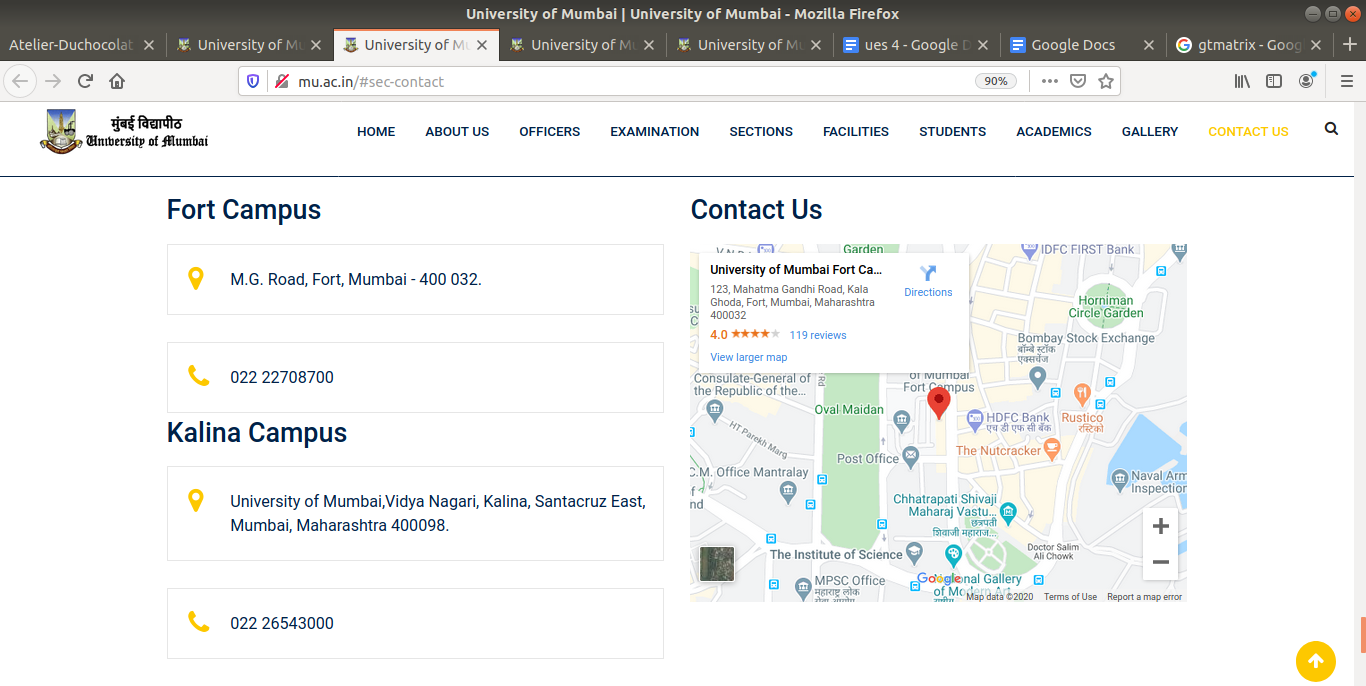 University of Mumbai | University of Mumbai - Mozilla Firefox
Atelier-Duchocolat
University of Mu
University of Mu
University of Mu
University of Mu
ues 4 - Google D
Google Docs
gtmatrix - Goog
mu.ac.in/#sec-contact
90%
मुंबई विद्यापीठ
University of Mumbai
HOME
ABOUT US
OFFICERS
EXAMINATION
SECTIONS
FACILITIES
STUDENTS
ACADEMICS
GALLERY
CONTACT US
Fort Campus
M.G. Road, Fort, Mumbai - 400 032.
022 22708700
Kalina Campus
University of Mumbai,Vidya Nagari, Kalina, Santacruz East,
Mumbai, Maharashtra 400098.
022 26543000
Contact Us
University of Mumbai Fort Ca...
123, Mahatma Gandhi Road, Kala
Ghoda, Fort, Mumbai, Maharashtra
400032
4.0
119 reviews
View larger map
Directions
Garden
IDFC FIRST Bank
Horniman
Circle Garden
Bombay Stock Exchange
बॉम्बे स्टॉक
एक्सचेंज
Consulate-General of
the Republic of the...
Rd
of Mumbai
Fort Campus
Oval Maidan
HT Parekh Marg
HDFC Bank
एच डी एफ सी बँक
Rustico
रस्टिको
The Nutcracker
Post Office
C.M. Office Mantralay
Naval Arm
Inspection
of
nd
Chhatrapati Shivaji
Maharaj Vastu...
छत्रपती
शिवाजी महाराज...
The Institute of Science
Doctor Salim
Ali Chowk
MPSC Office
महाराष्ट्र लोक
National Gallery
of Modern Art
Google
Map data ©2020
Terms of Use
Report a map error